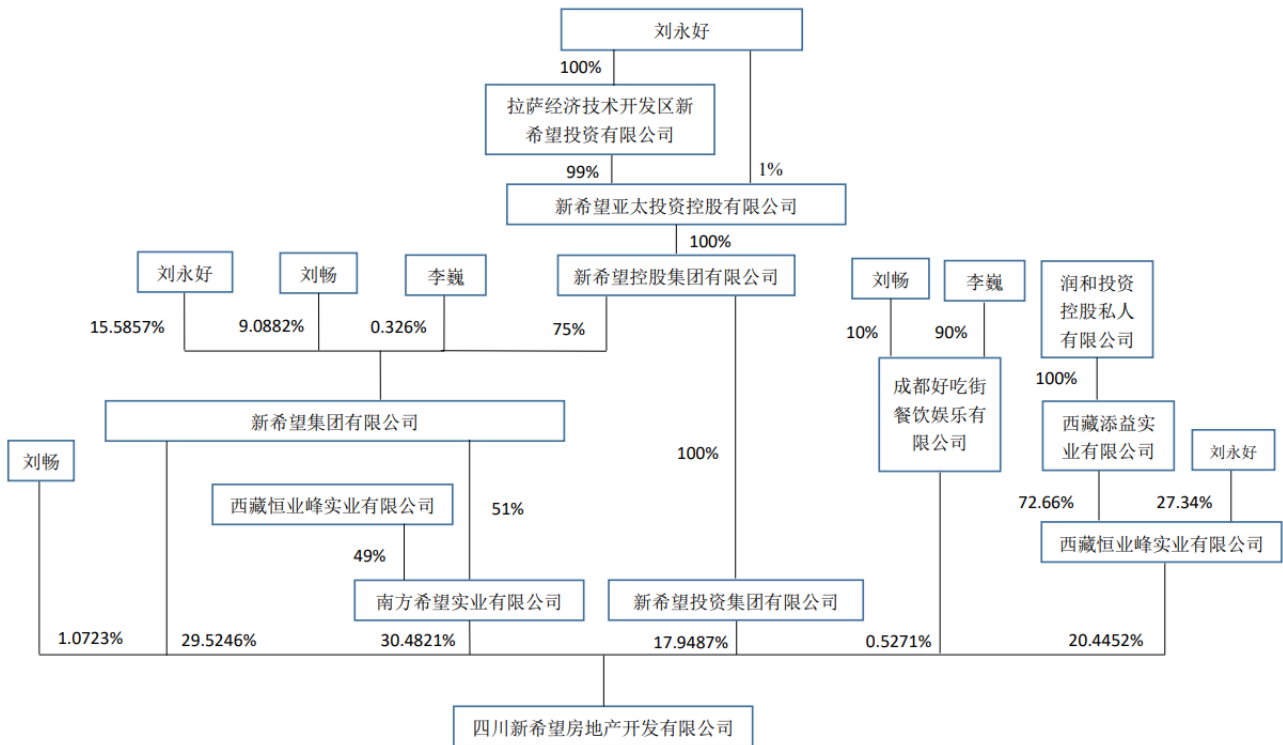 刘永好
100%
拉萨经济技术开发区新
希望投资有限公司
99%
1%
新希望亚太投资控股有限公司
100%
刘永好
刘畅
李巍
新希望控股集团有限公司
刘畅
李巍
润和投资
控股私人
有限公司
15.5857%
9.0882%
0.326%
75%
10%
90%
100%
成都好吃街
餐饮娱乐有
限公司
新希望集团有限公司
西藏添益实
业有限公司
刘畅
刘永好
100%
西藏恒业峰实业有限公司
51%
72.66%
27.34%
49%
西藏恒业峰实业有限公司
南方希望实业有限公司
新希望投资集团有限公司
1.0723%
29.5246%
30.4821%
17.9487%
0.5271%
20.4452%
四川新希望房地产开发有限公司